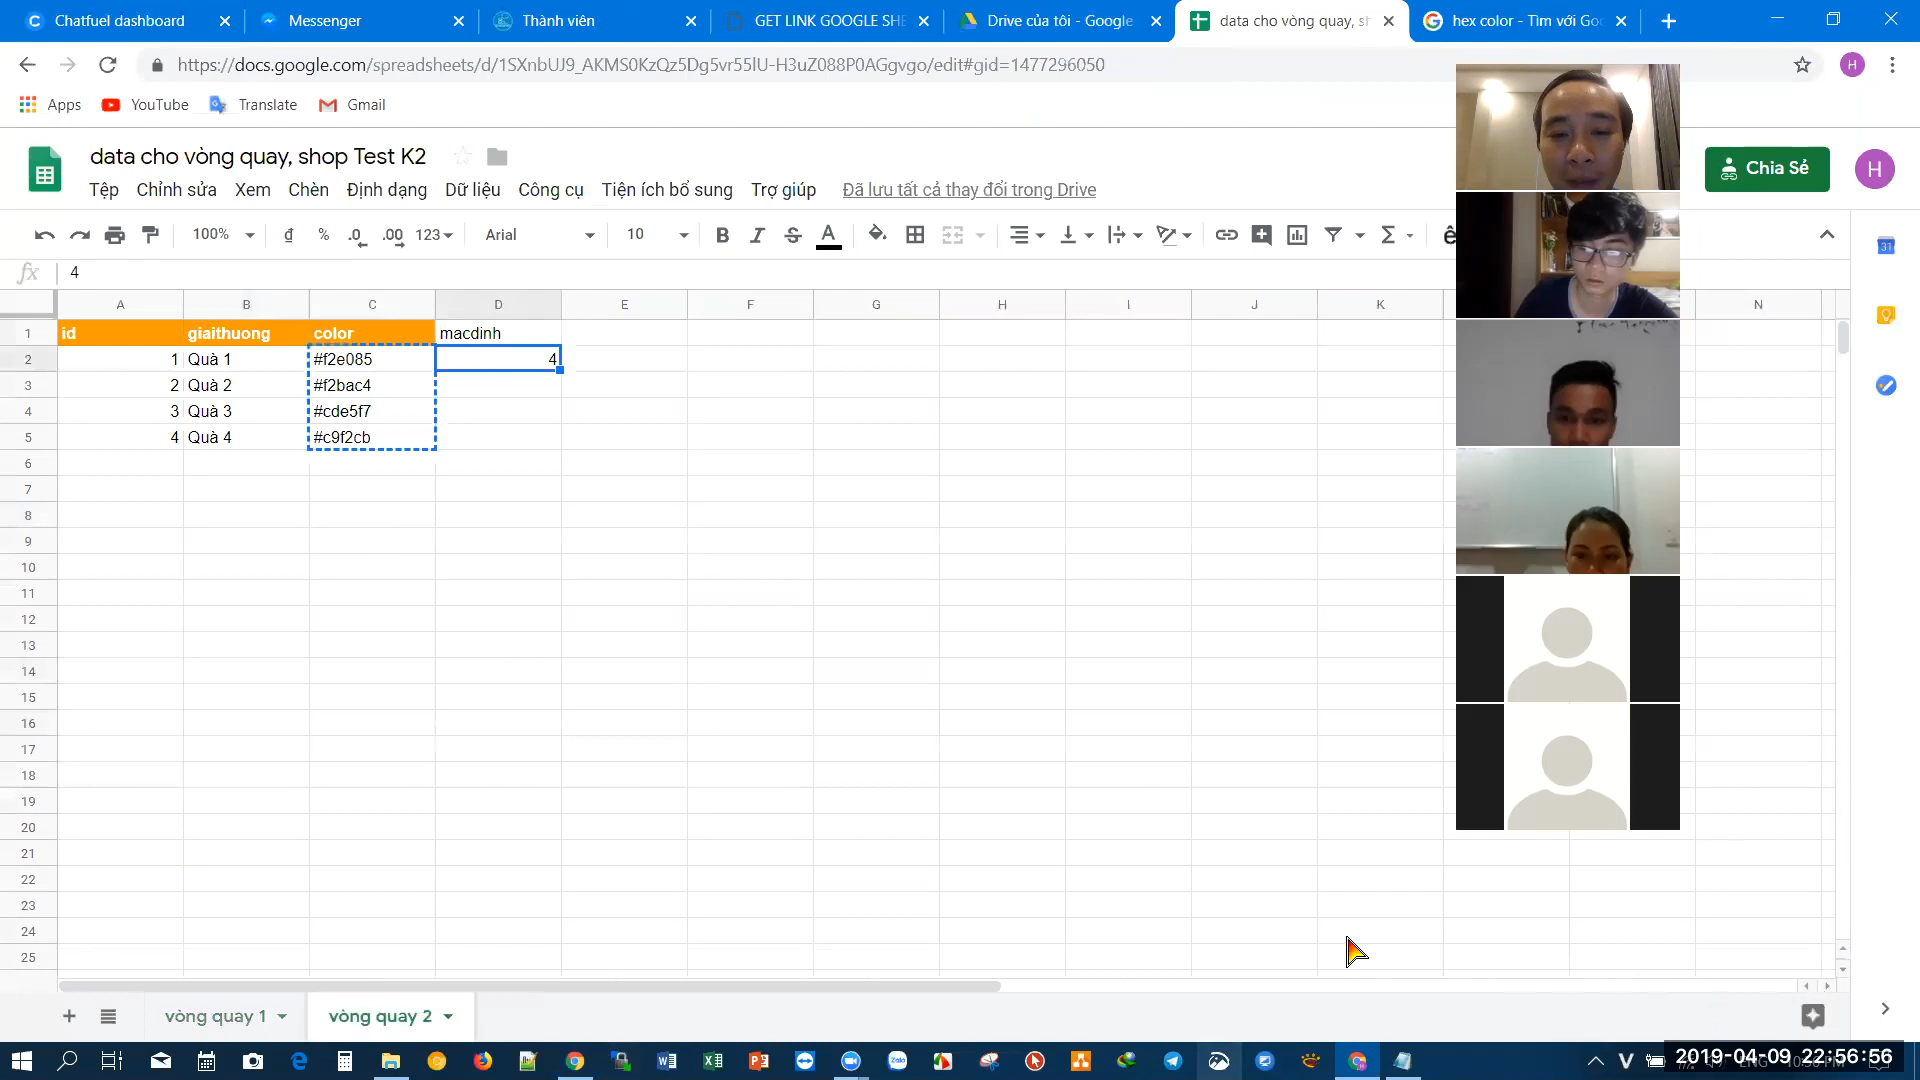 Chatfuel dashboard
Messenger
Thành viên
GET LINK GOOGLE SHE
Drive của tôi - Google
data cho vòng quay, sh
hex color - Tìm với Goo
https://docs.google.com/spreadsheets/d/1SXnbUJ9_AKMS0KzQz5Dg5vr55lU-H3uZ088P0AGgvgo/edit#gid=1477296050
H
Apps YouTube Translate Gmail
data cho vòng quay, shop Test K2
Chia Sẻ
H
Tệp Chỉnh sửa Xem Chèn Định dạng Dữ liệu Công cụ Tiện ích bổ sung Trợ giúp Đã lưu tất cả thay đổi trong Drive
100% đ % .0 .00 123 Arial 10 B I S A Σ ê
31
fx 4
A B C D E F G H I J K N
1 id giaithuong color macdinh
2 1 Quà 1 #f2e085 4
3 2 Quà 2 #f2bac4
4 3 Quà 3 #cde5f7
5 4 Quà 4 #c9f2cb
6
7
8
9
10
11
12
13
14
15
16
17
18
19
20
21
22
23
24
25
vòng quay 1
vòng quay 2
Zalo
V
2019-04-09 22:56:56